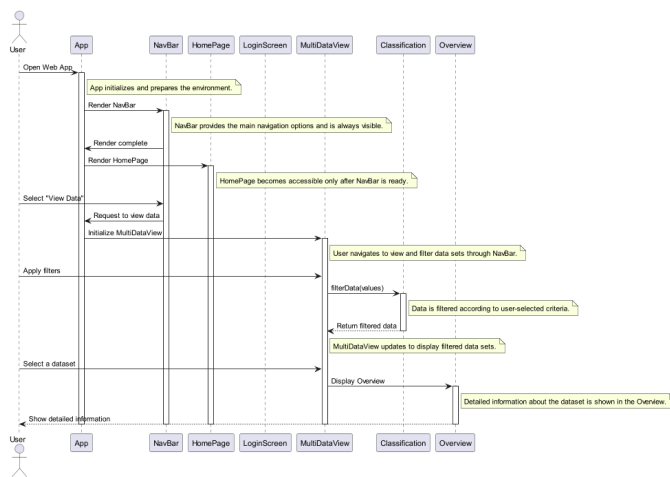 User
App
NavBar
HomePage
LoginScreen
MultiDataView
Classification
Overview
Open Web App
App initializes and prepares the environment.
Render NavBar
NavBar provides the main navigation options and is always visible.
Render complete
Render HomePage
HomePage becomes accessible only after NavBar is ready.
Select "View Data"
Request to view data
Initialize MultiDataView
User navigates to view and filter data sets through NavBar.
Apply filters
filterData(values)
Data is filtered according to user-selected criteria.
Return filtered data
MultiDataView updates to display filtered data sets.
Select a dataset
Display Overview
Detailed information about the dataset is shown in the Overview.
Show detailed information
User
App
NavBar
HomePage
LoginScreen
MultiDataView
Classification
Overview